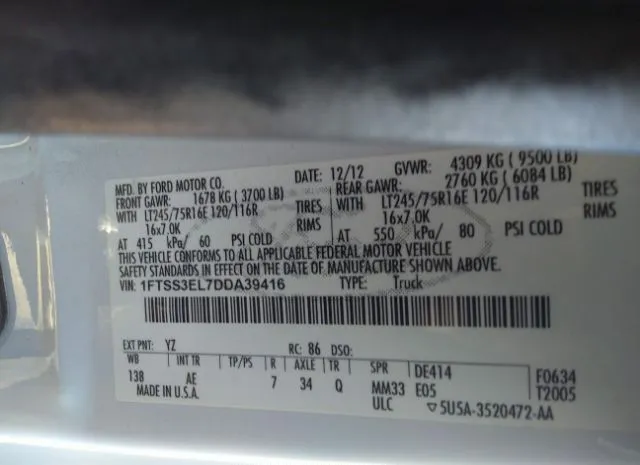 MFD. BY FORD MOTOR CO. DATE: 12/12 GVWR: 4309 KG ( 9500 LB)
FRONT GAWR: 1678 KG ( 3700 LB) REAR GAWR: 2760 KG ( 6084 LB)
WITH LT245/75R16E 120/116R TIRES WITH LT245/75R16E 120/116R TIRES
16x7.0K RIMS 16x7.0K RIMS
AT 415 kPa/ 60 PSI COLD AT 550 kPa/ 80 PSI COLD
THIS VEHICLE CONFORMS TO ALL APPLICABLE FEDERAL MOTOR VEHICLE
SAFETY STANDARDS IN EFFECT ON THE DATE OF MANUFACTURE SHOWN ABOVE.
VIN: 1FTSS3EL7DDA39416 TYPE: Truck
EXT PNT: YZ RC: 86 DSO:
WB INT TR TP/PS R AXLE TR SPR DE414 F0634
138 AE 7 34 Q MM33 E05 T2005
MADE IN U.S.A. ULC ▽5U5A-3520472-AA